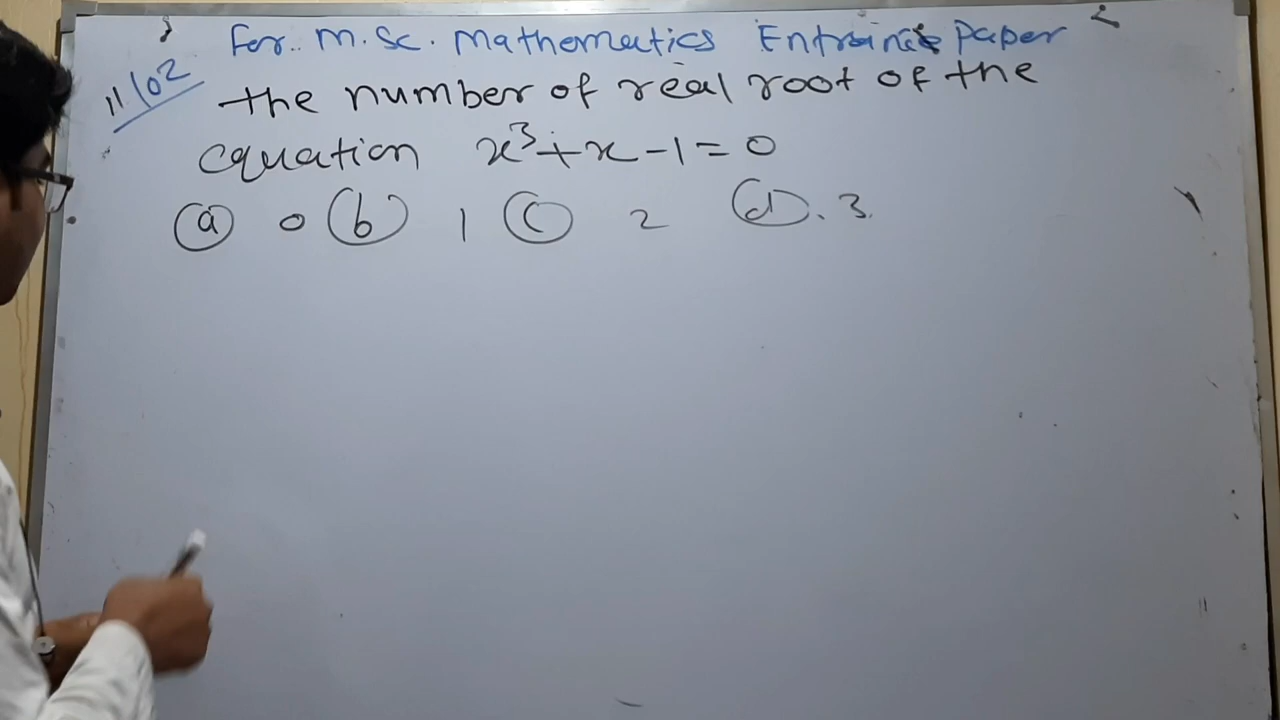 For.. M.Sc. Mathematics Entrance Paper
11/02
the number of real root of the
equation x³+x-1=0
(a) 0 (b) 1 (c) 2 (d). 3.